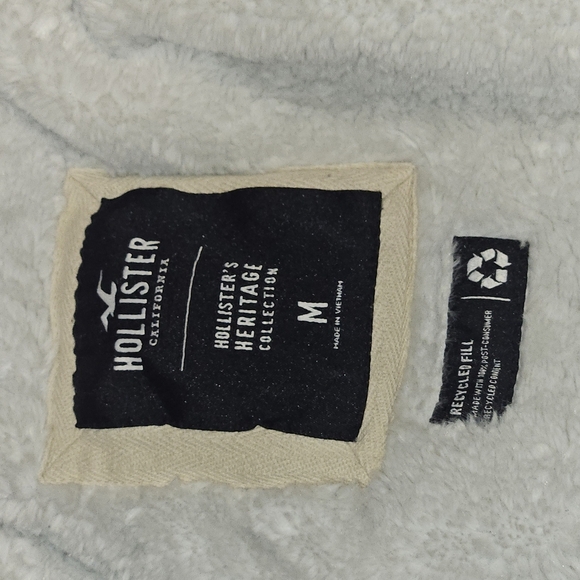 HOLLISTER
CALIFORNIA
HOLLISTER'S
HERITAGE
COLLECTION
M
MADE IN VIETNAM
RECYCLED FILL
MADE WITH 100% POST-CONSUMER
RECYCLED CONTENT